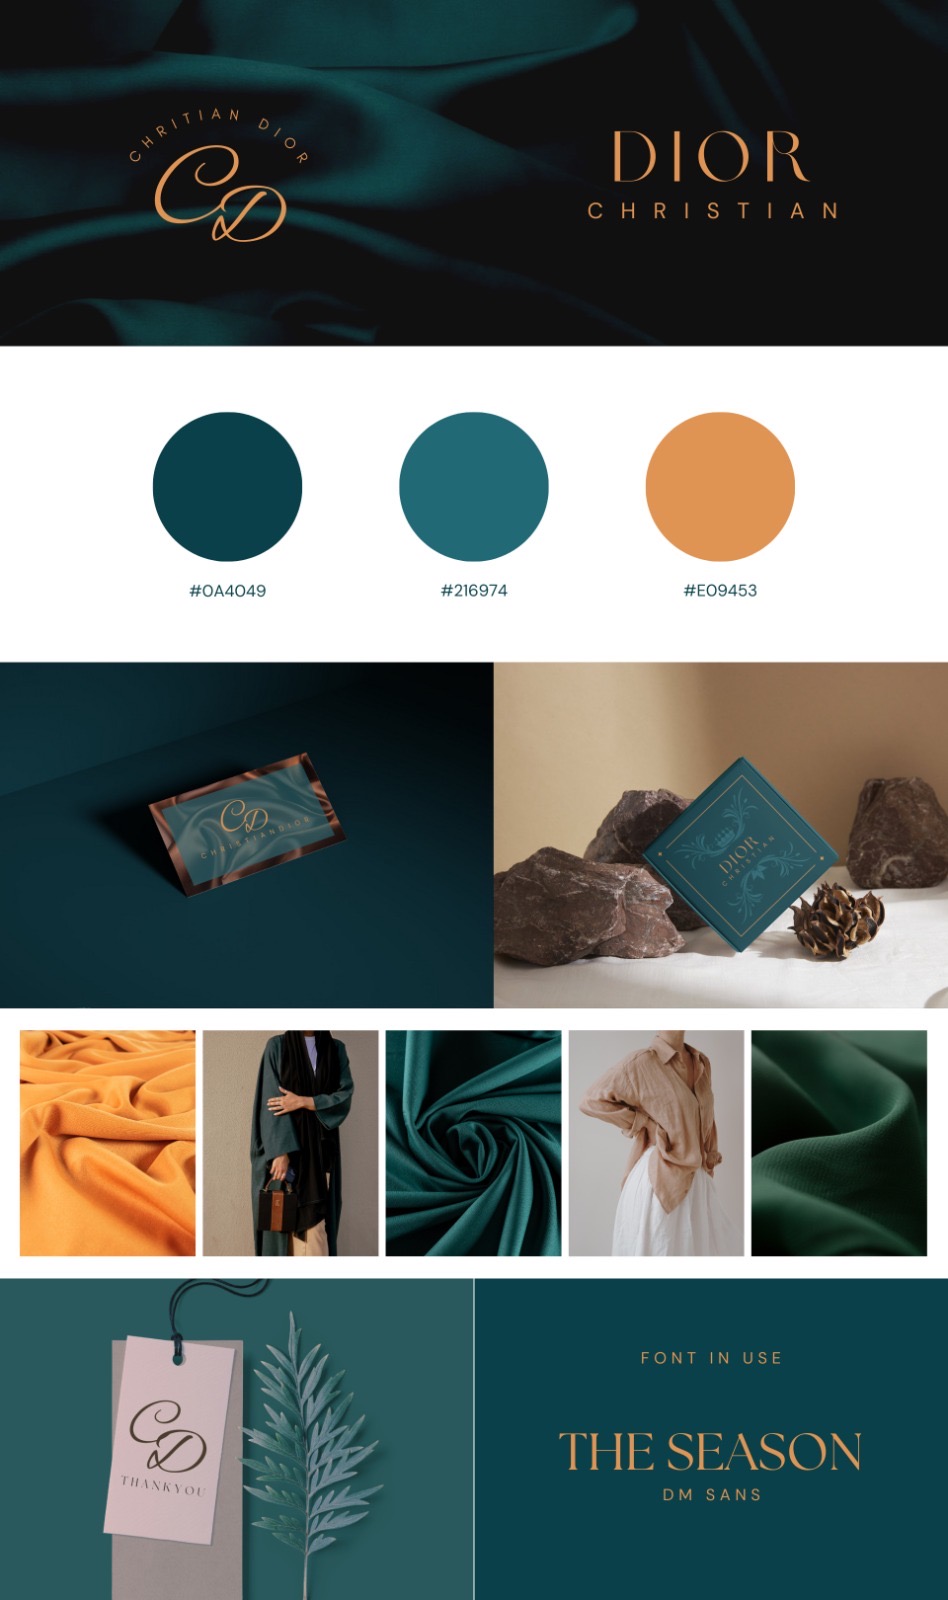 CHRITIAN DIOR
CD
DIOR
CHRISTIAN
#0A4049
#216974
#E09453
CD
CHRISTIANDIOR
DIOR
CHRISTIAN
CD
THANKYOU
FONT IN USE
THE SEASON
DM SANS